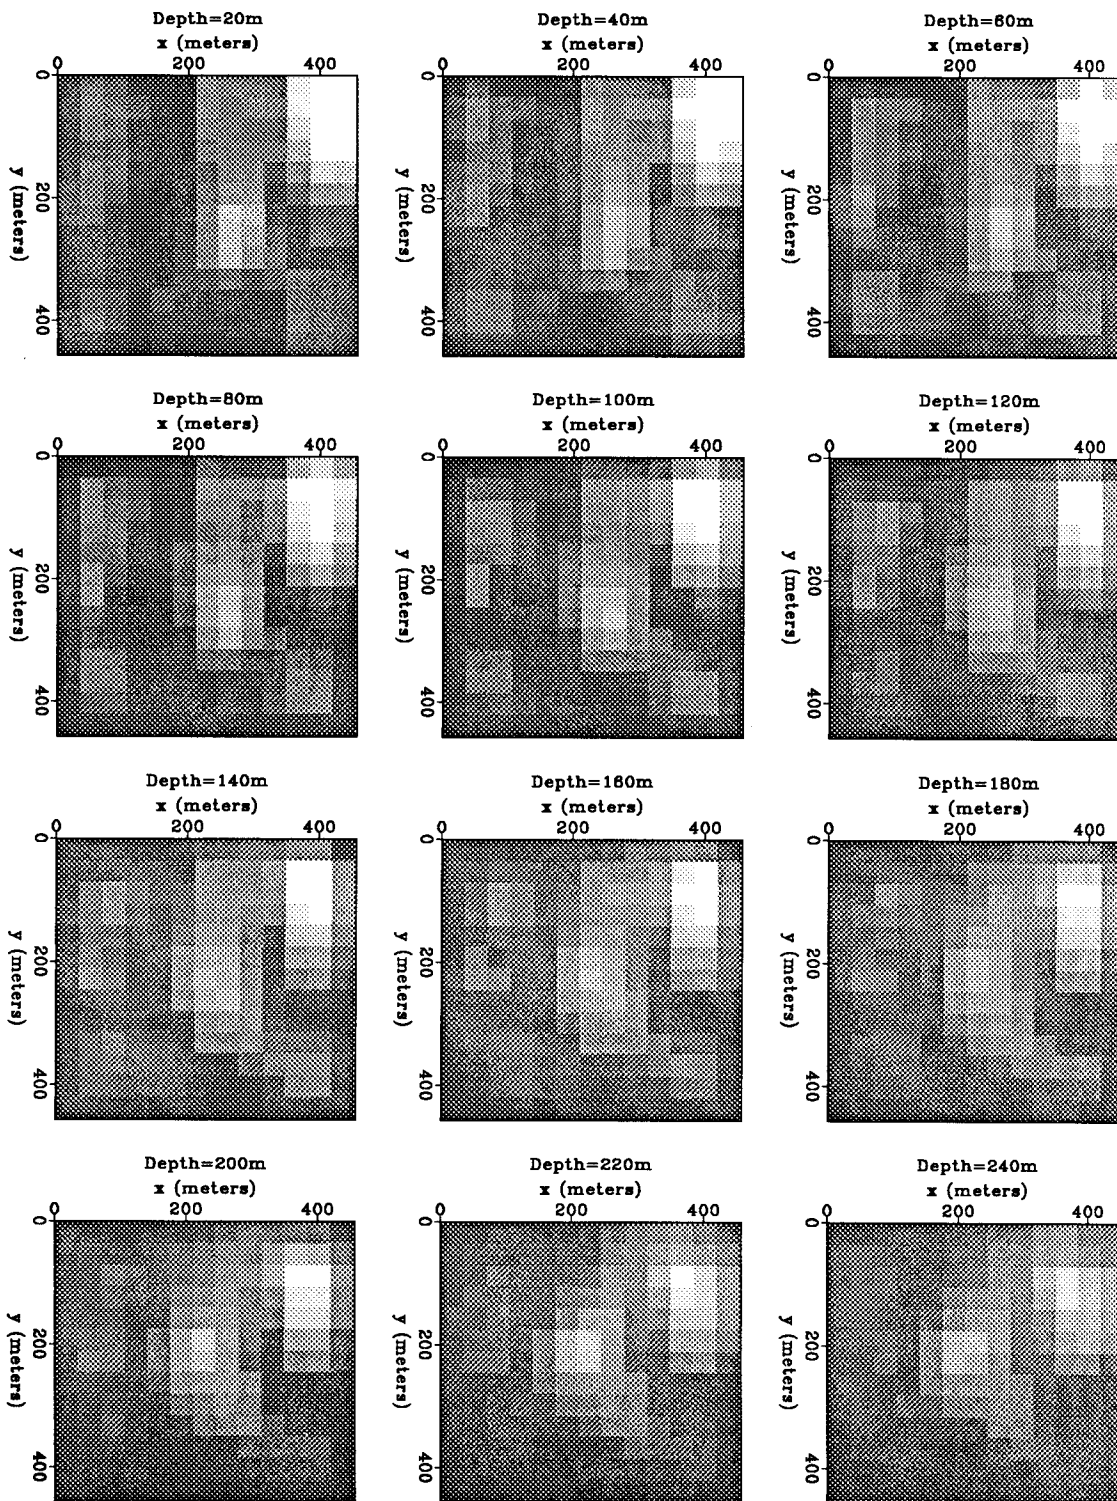 Depth=20m
x (meters)
0 200 400
0
200
400
y (meters)
Depth=40m
x (meters)
0 200 400
0
200
400
y (meters)
Depth=60m
x (meters)
0 200 400
0
200
400
y (meters)
Depth=80m
x (meters)
0 200 400
0
200
400
y (meters)
Depth=100m
x (meters)
0 200 400
0
200
400
y (meters)
Depth=120m
x (meters)
0 200 400
0
200
400
y (meters)
Depth=140m
x (meters)
0 200 400
0
200
400
y (meters)
Depth=160m
x (meters)
0 200 400
0
200
400
y (meters)
Depth=180m
x (meters)
0 200 400
0
200
400
y (meters)
Depth=200m
x (meters)
0 200 400
0
200
400
y (meters)
Depth=220m
x (meters)
0 200 400
0
200
400
y (meters)
Depth=240m
x (meters)
0 200 400
0
200
400
y (meters)